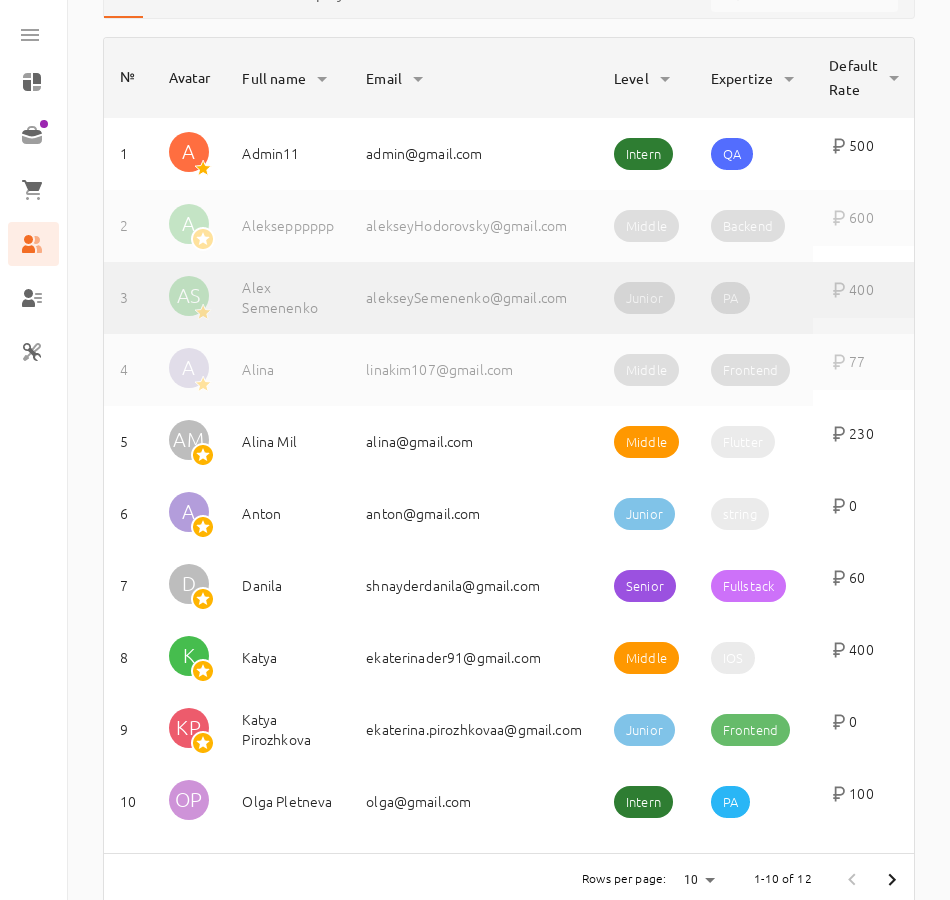 № Avatar Full name Email Level Expertize Default
Rate
1 A Admin11 admin@gmail.com Intern QA ₽ 500
2 A Aleksepppppp alekseyHodorovsky@gmail.com Middle Backend ₽ 600
3 AS Alex
Semenenko alekseySemenenko@gmail.com Junior PA ₽ 400
4 A Alina linakim107@gmail.com Middle Frontend ₽ 77
5 AM Alina Mil alina@gmail.com Middle Flutter ₽ 230
6 A Anton anton@gmail.com Junior string ₽ 0
7 D Danila shnayderdanila@gmail.com Senior Fullstack ₽ 60
8 K Katya ekaterinader91@gmail.com Middle iOS ₽ 400
9 KP Katya
Pirozhkova ekaterina.pirozhkovaa@gmail.com Junior Frontend ₽ 0
10 OP Olga Pletneva olga@gmail.com Intern PA ₽ 100
Rows per page: 10 1-10 of 12